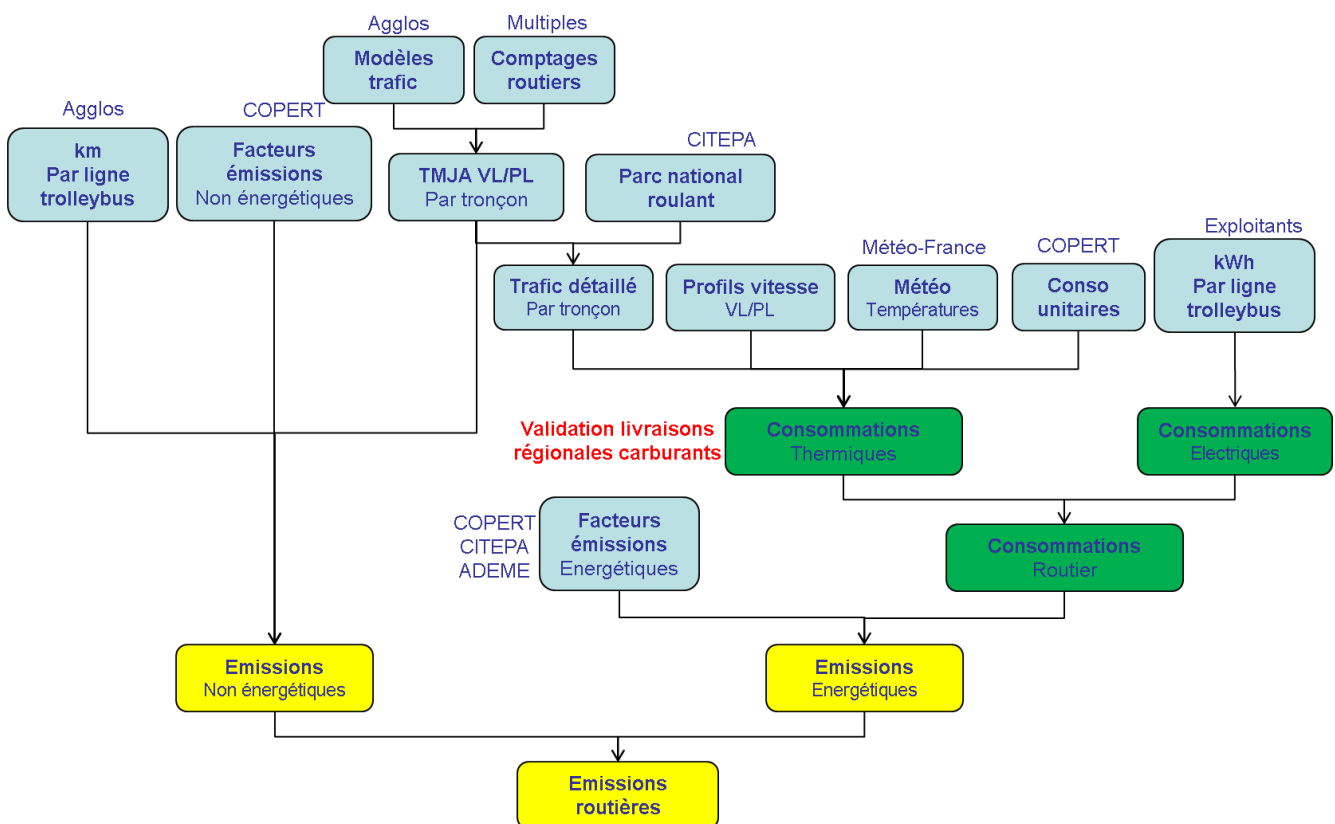 Agglos
Multiples
Modèles
trafic
Comptages
routiers
Agglos
COPERT
CITEPA
km
Par ligne
trolleybus
Facteurs
émissions
Non énergétiques
TMJA VL/PL
Par tronçon
Parc national
roulant
Météo-France
COPERT
Exploitants
Trafic détaillé
Par tronçon
Profils vitesse
VL/PL
Météo
Températures
Conso
unitaires
kWh
Par ligne
trolleybus
Validation livraisons
régionales carburants
Consommations
Thermiques
Consommations
Electriques
COPERT
CITEPA
ADEME
Facteurs
émissions
Energétiques
Consommations
Routier
Emissions
Non énergétiques
Emissions
Energétiques
Emissions
routières